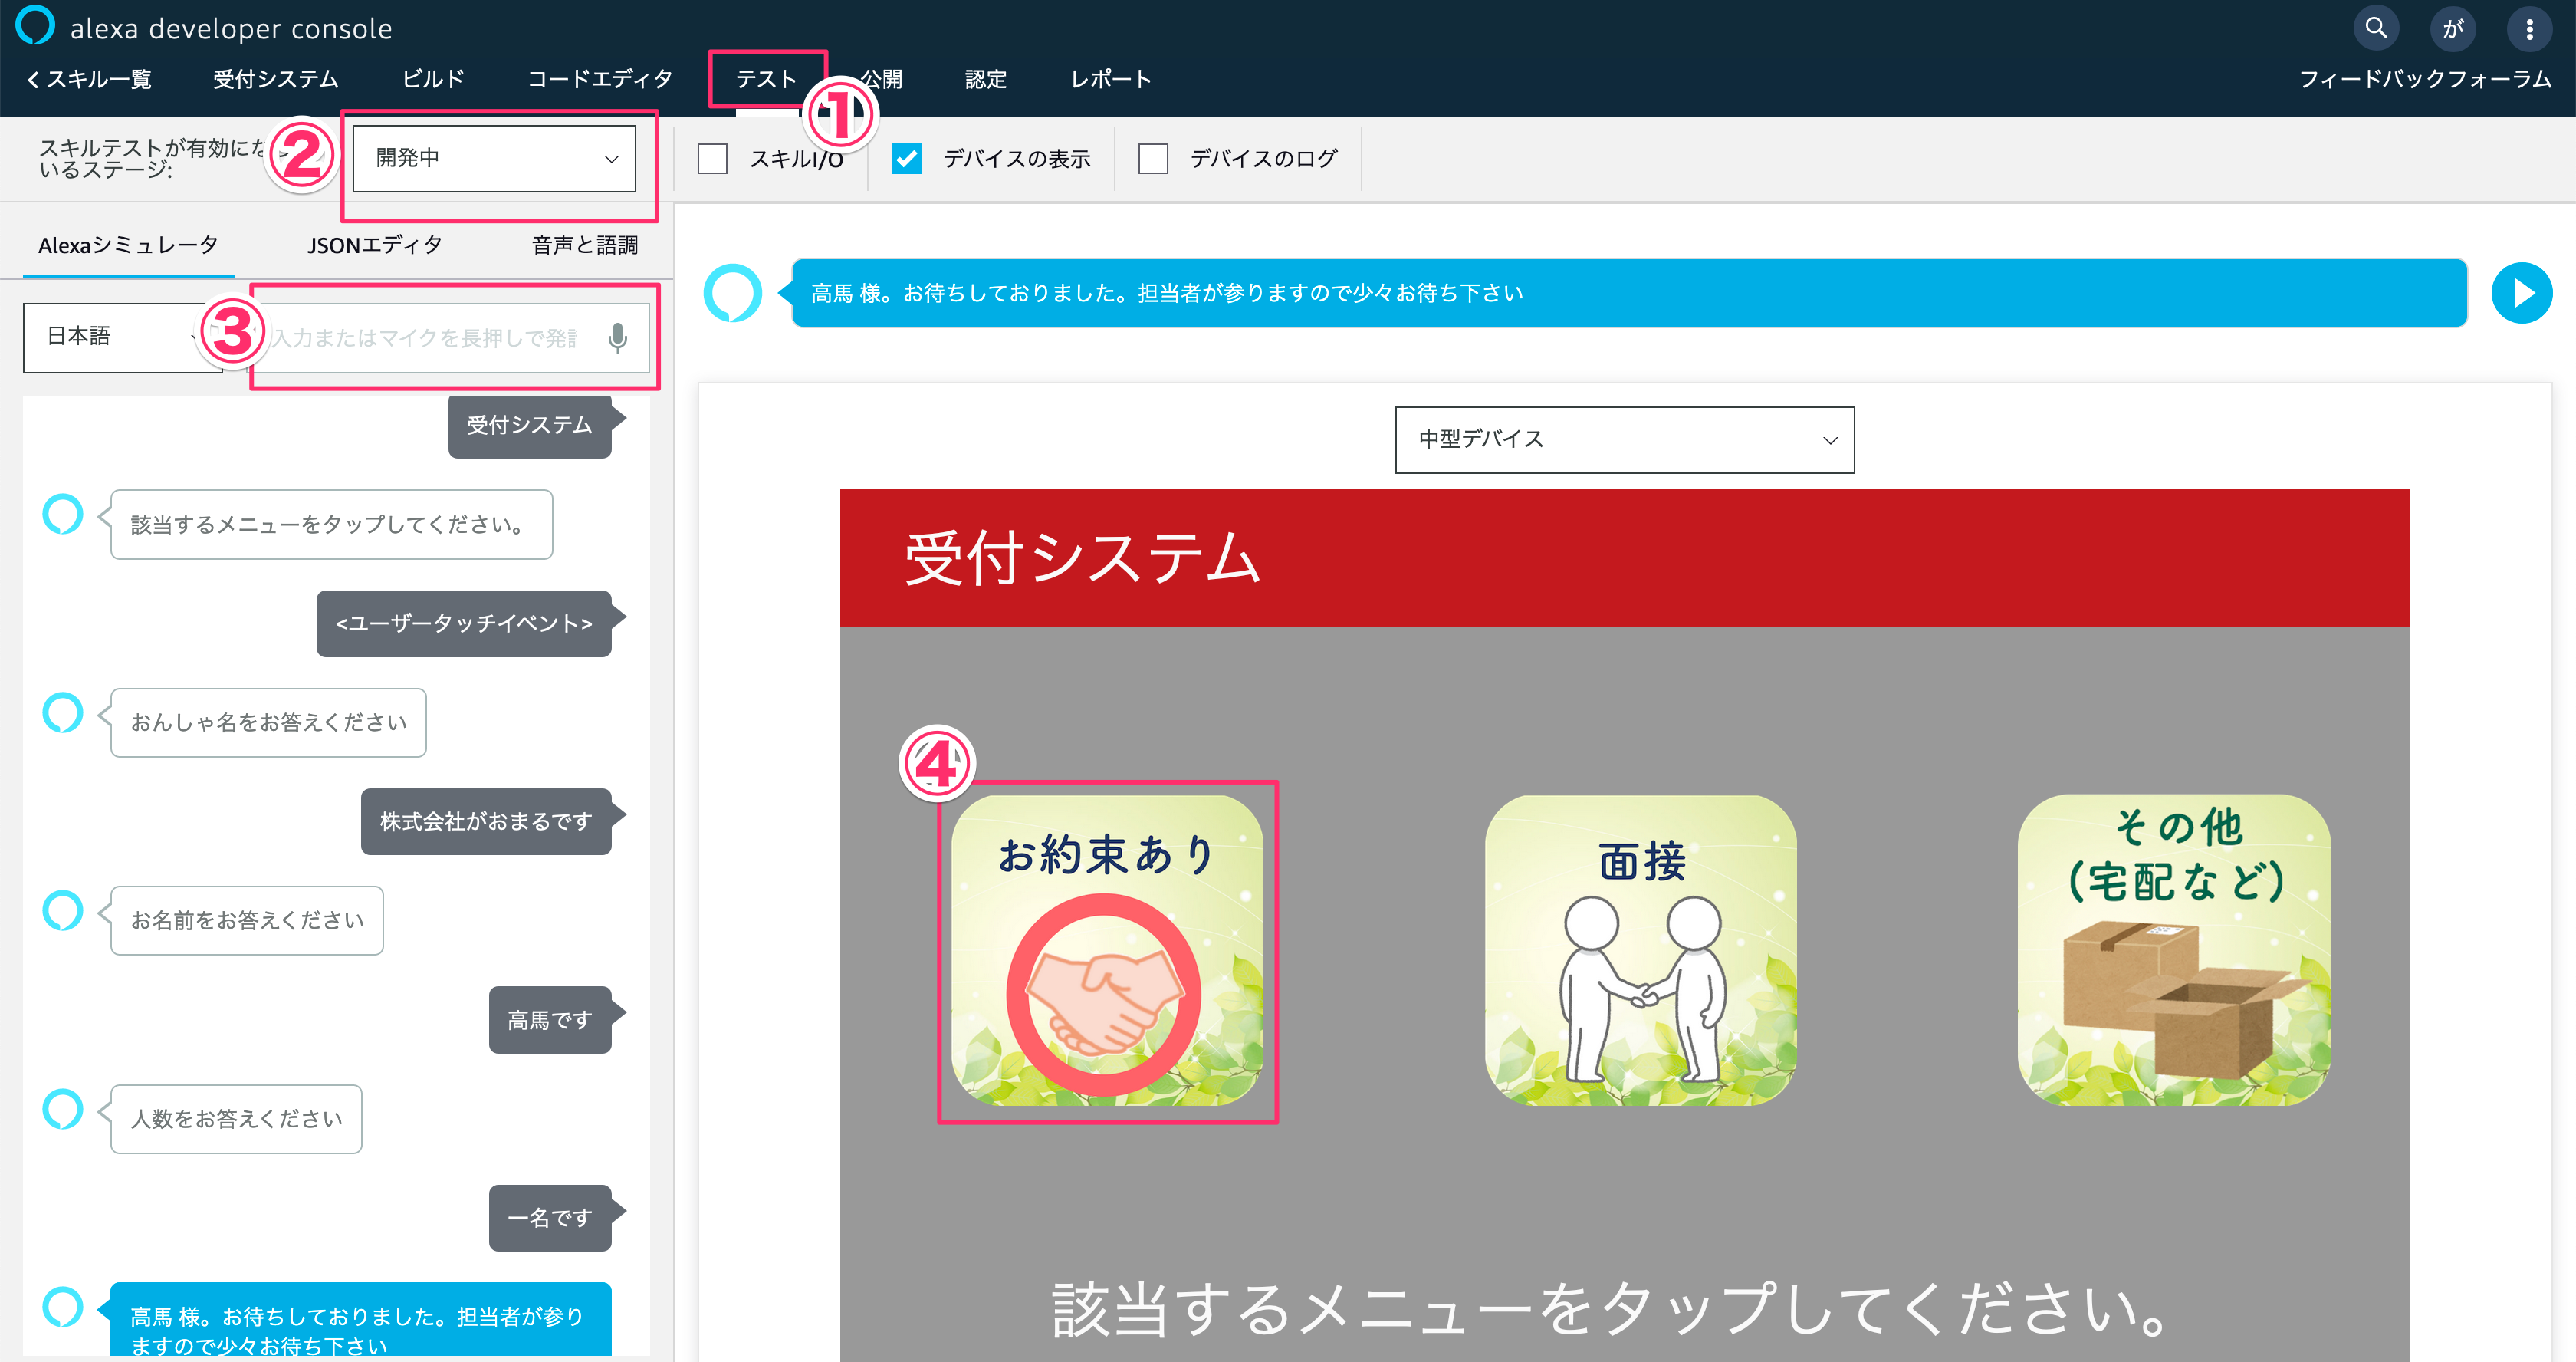 alexa developer console
が
スキル一覧
受付システム
ビルド
コードエディタ
テスト
公開
認定
レポート
フィードバックフォーラム
①
スキルテストが有効にな
いるステージ:
②
開発中
スキルI/O
デバイスの表示
デバイスのログ
Alexaシミュレータ
JSONエディタ
音声と語調
日本語
③
入力またはマイクを長押しで発
受付システム
該当するメニューをタップしてください。
<ユーザータッチイベント>
おんしゃ名をお答えください
株式会社がおまるです
お名前をお答えください
高馬です
人数をお答えください
一名です
高馬 様。お待ちしておりました。担当者が参り
ますので少々お待ち下さい
高馬 様。お待ちしておりました。担当者が参りますので少々お待ち下さい
中型デバイス
受付システム
④
お約束あり
面接
その他
(宅配など)
該当するメニューをタップしてください。